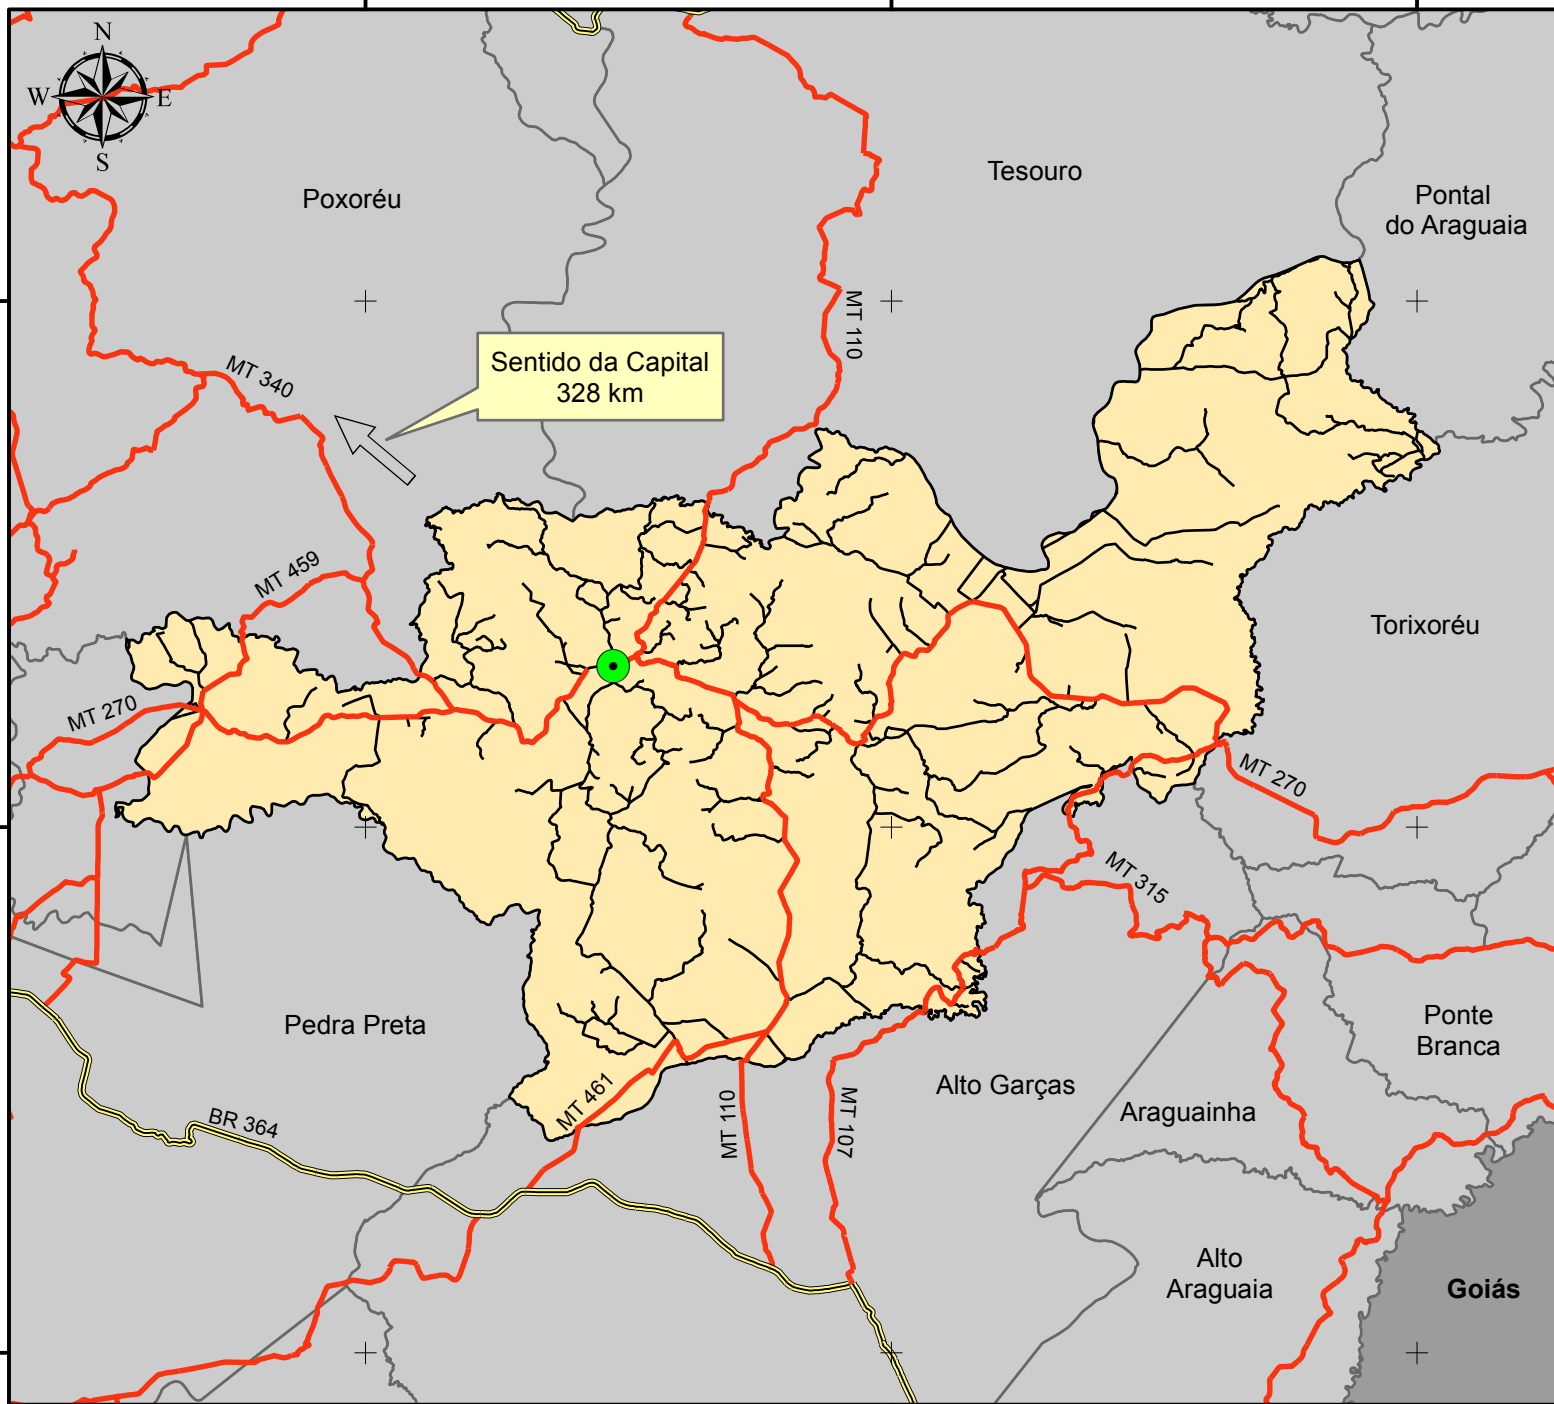 N
W
E
S
Poxoréu
Tesouro
Pontal
do Araguaia
MT 110
Sentido da Capital
328 km
MT 340
MT 459
MT 270
Torixoréu
MT 270
MT 315
Pedra Preta
Ponte
Branca
Alto Garças
Araguainha
MT 461
MT 110
MT 107
BR 364
Alto
Araguaia
Goiás